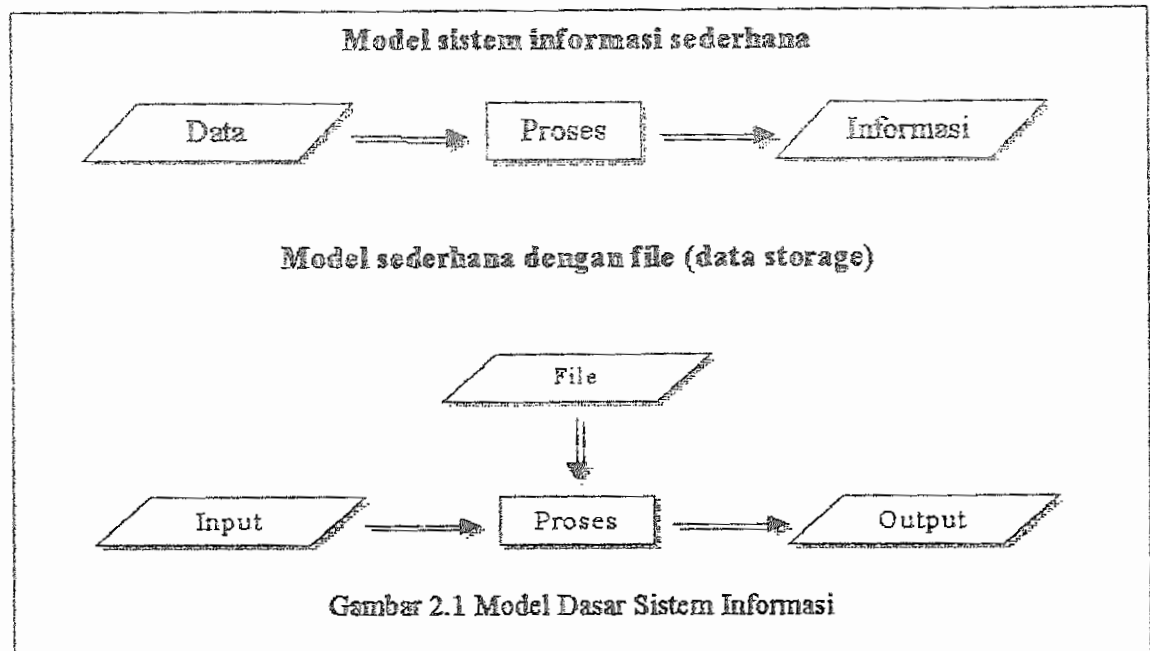 Model sistem informasi sederhana
Data Proses Informasi
Model sederhana dengan file (data storage)
File
Input Proses Output
Gambar 2.1 Model Dasar Sistem Informasi